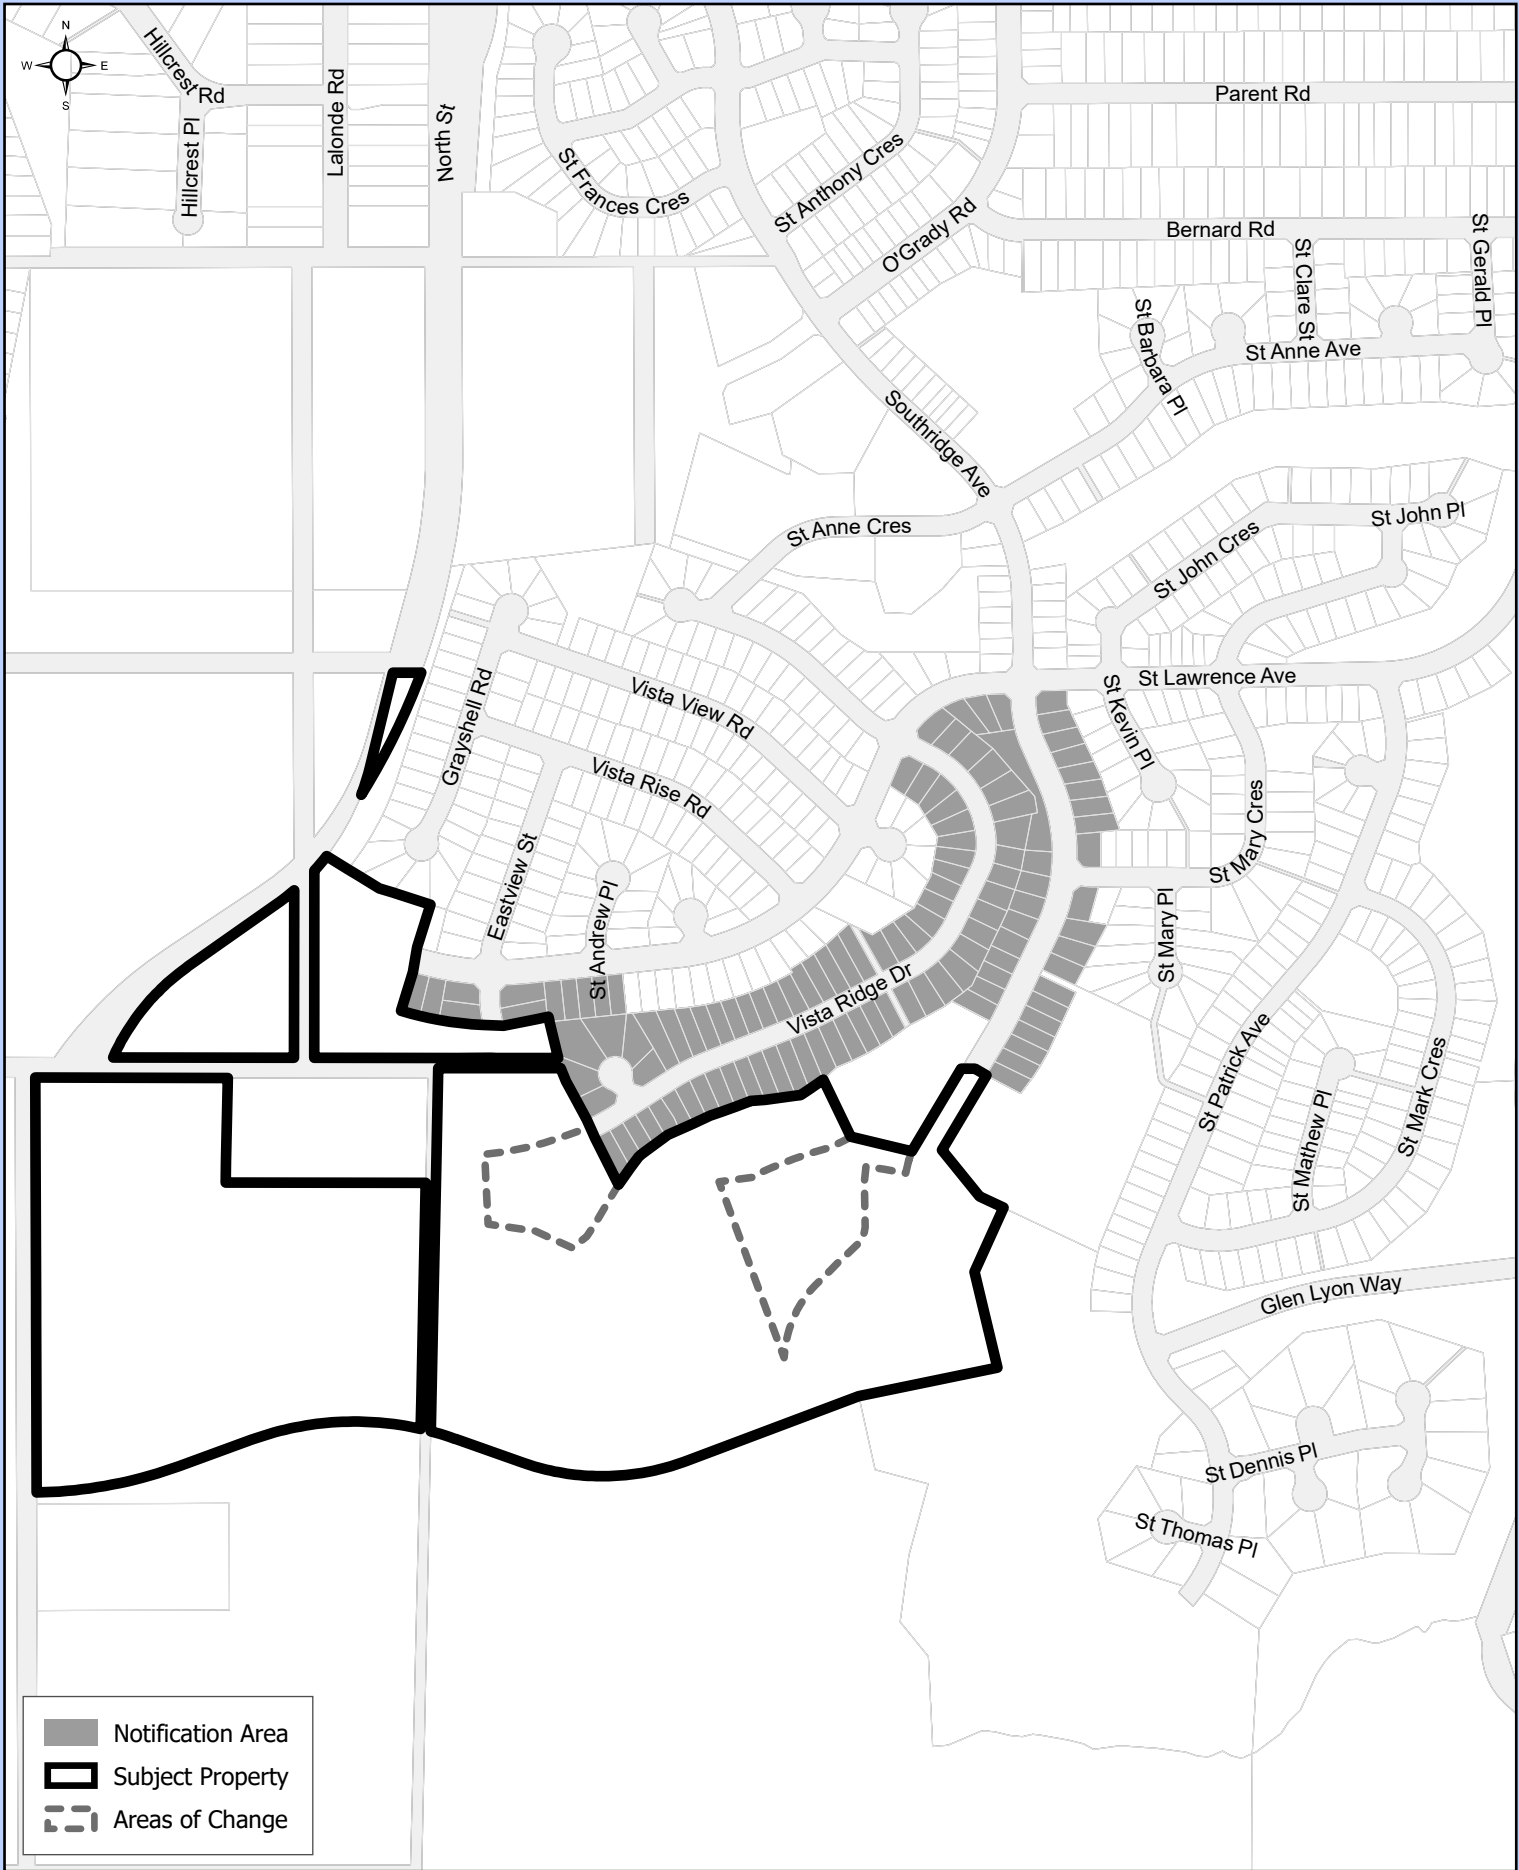 N
W E
S
Hillcrest
Rd
Hillcrest Pl
Lalonde Rd
North St
St Frances Cres
St Anthony Cres
O'Grady Rd
Parent Rd
Bernard Rd
St Clare St
St Gerald Pl
St Barbara Pl
St Anne Ave
Southridge Ave
St Anne Cres
St John Pl
St John Cres
St Lawrence Ave
St Kevin Pl
Vista View Rd
Grayshell Rd
Vista Rise Rd
Eastview St
St Andrew Pl
St Mary Cres
St Mary Pl
Vista Ridge Dr
St Patrick Ave
St Mark Cres
St Mathew Pl
Glen Lyon Way
St Dennis Pl
St Thomas Pl
Notification Area
Subject Property
Areas of Change